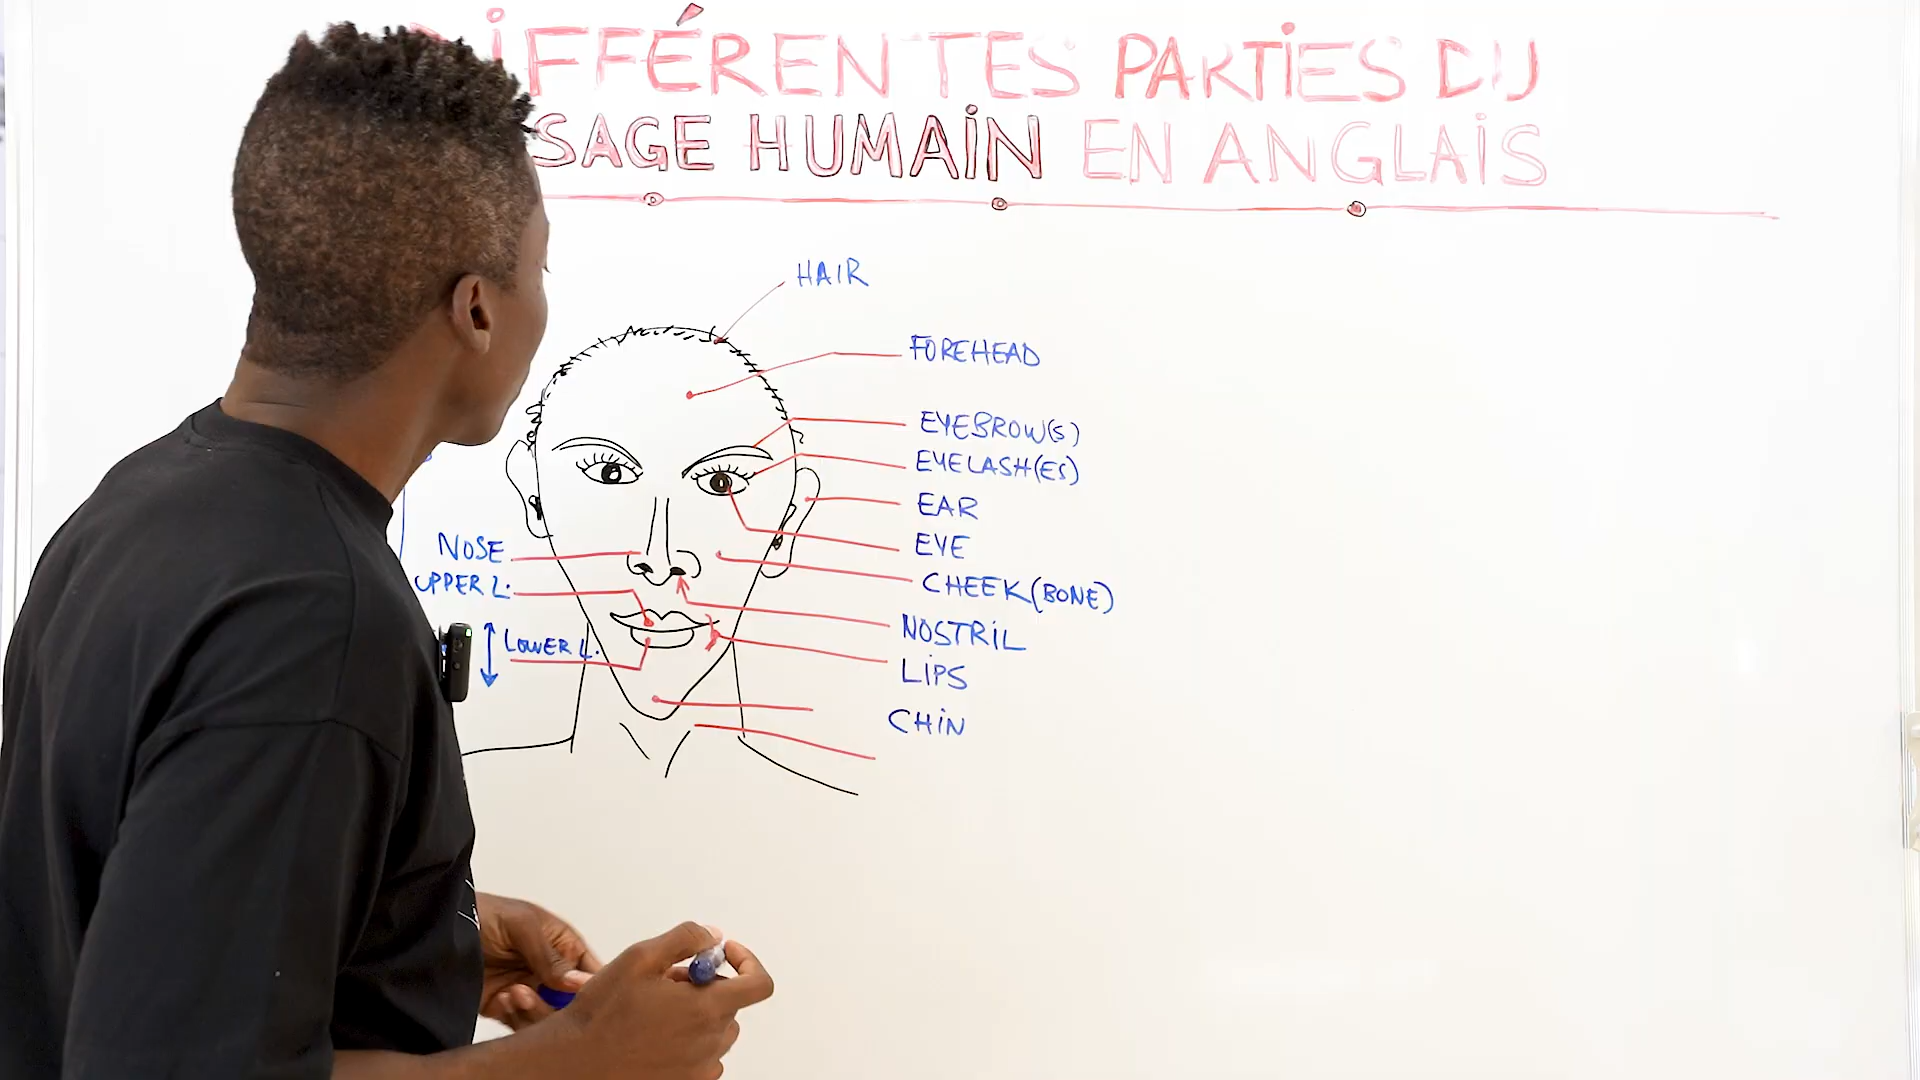 DIFFÉRENTES PARTIES DU
SAGE HUMAIN EN ANGLAIS
HAIR
FOREHEAD
EYEBROW(S)
EYELASH(ES)
EAR
EYE
CHEEK(BONE)
NOSTRIL
LIPS
CHIN
NOSE
UPPER L.
LOWER L.